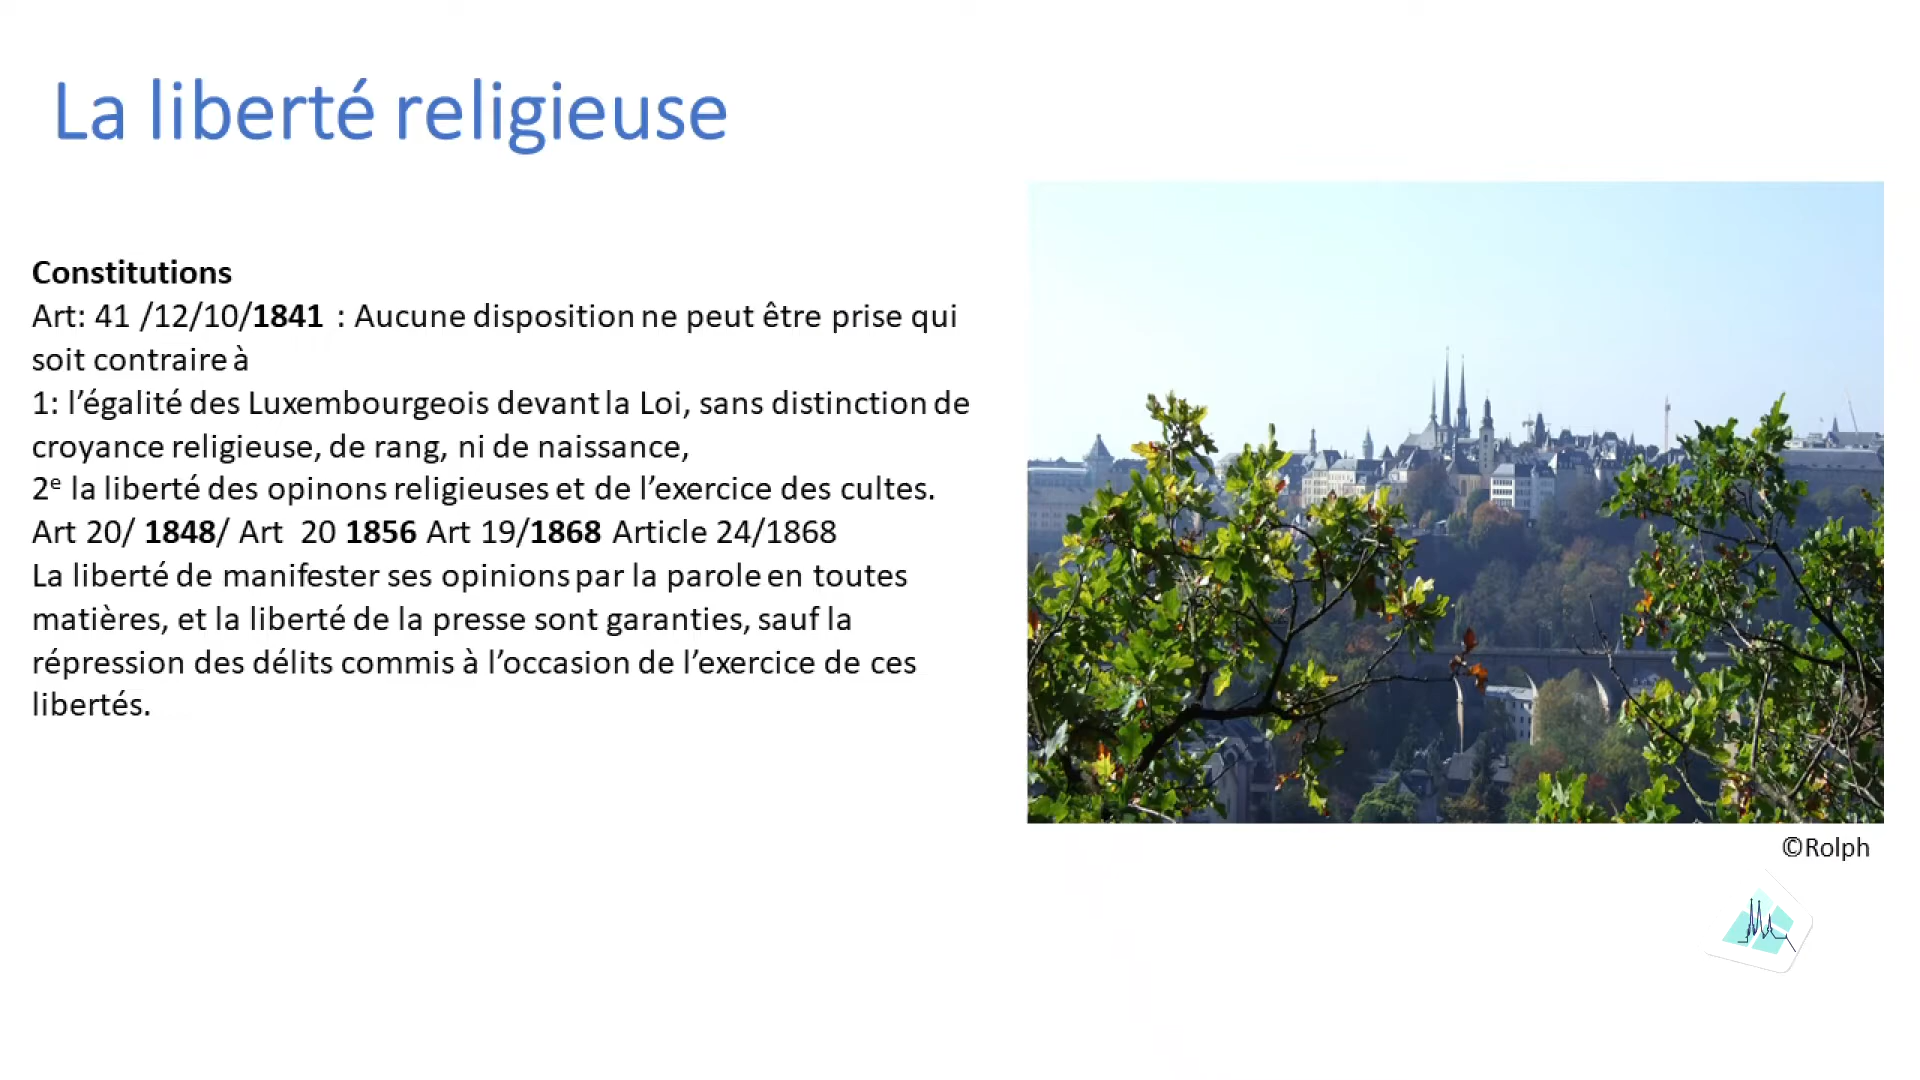 La liberté religieuse
Constitutions
Art: 41 /12/10/1841 : Aucune disposition ne peut être prise qui
soit contraire à
1: l’égalité des Luxembourgeois devant la Loi, sans distinction de
croyance religieuse, de rang, ni de naissance,
2e la liberté des opinons religieuses et de l’exercice des cultes.
Art 20/ 1848/ Art 20 1856 Art 19/1868 Article 24/1868
La liberté de manifester ses opinions par la parole en toutes
matières, et la liberté de la presse sont garanties, sauf la
répression des délits commis à l’occasion de l’exercice de ces
libertés.
©Rolph